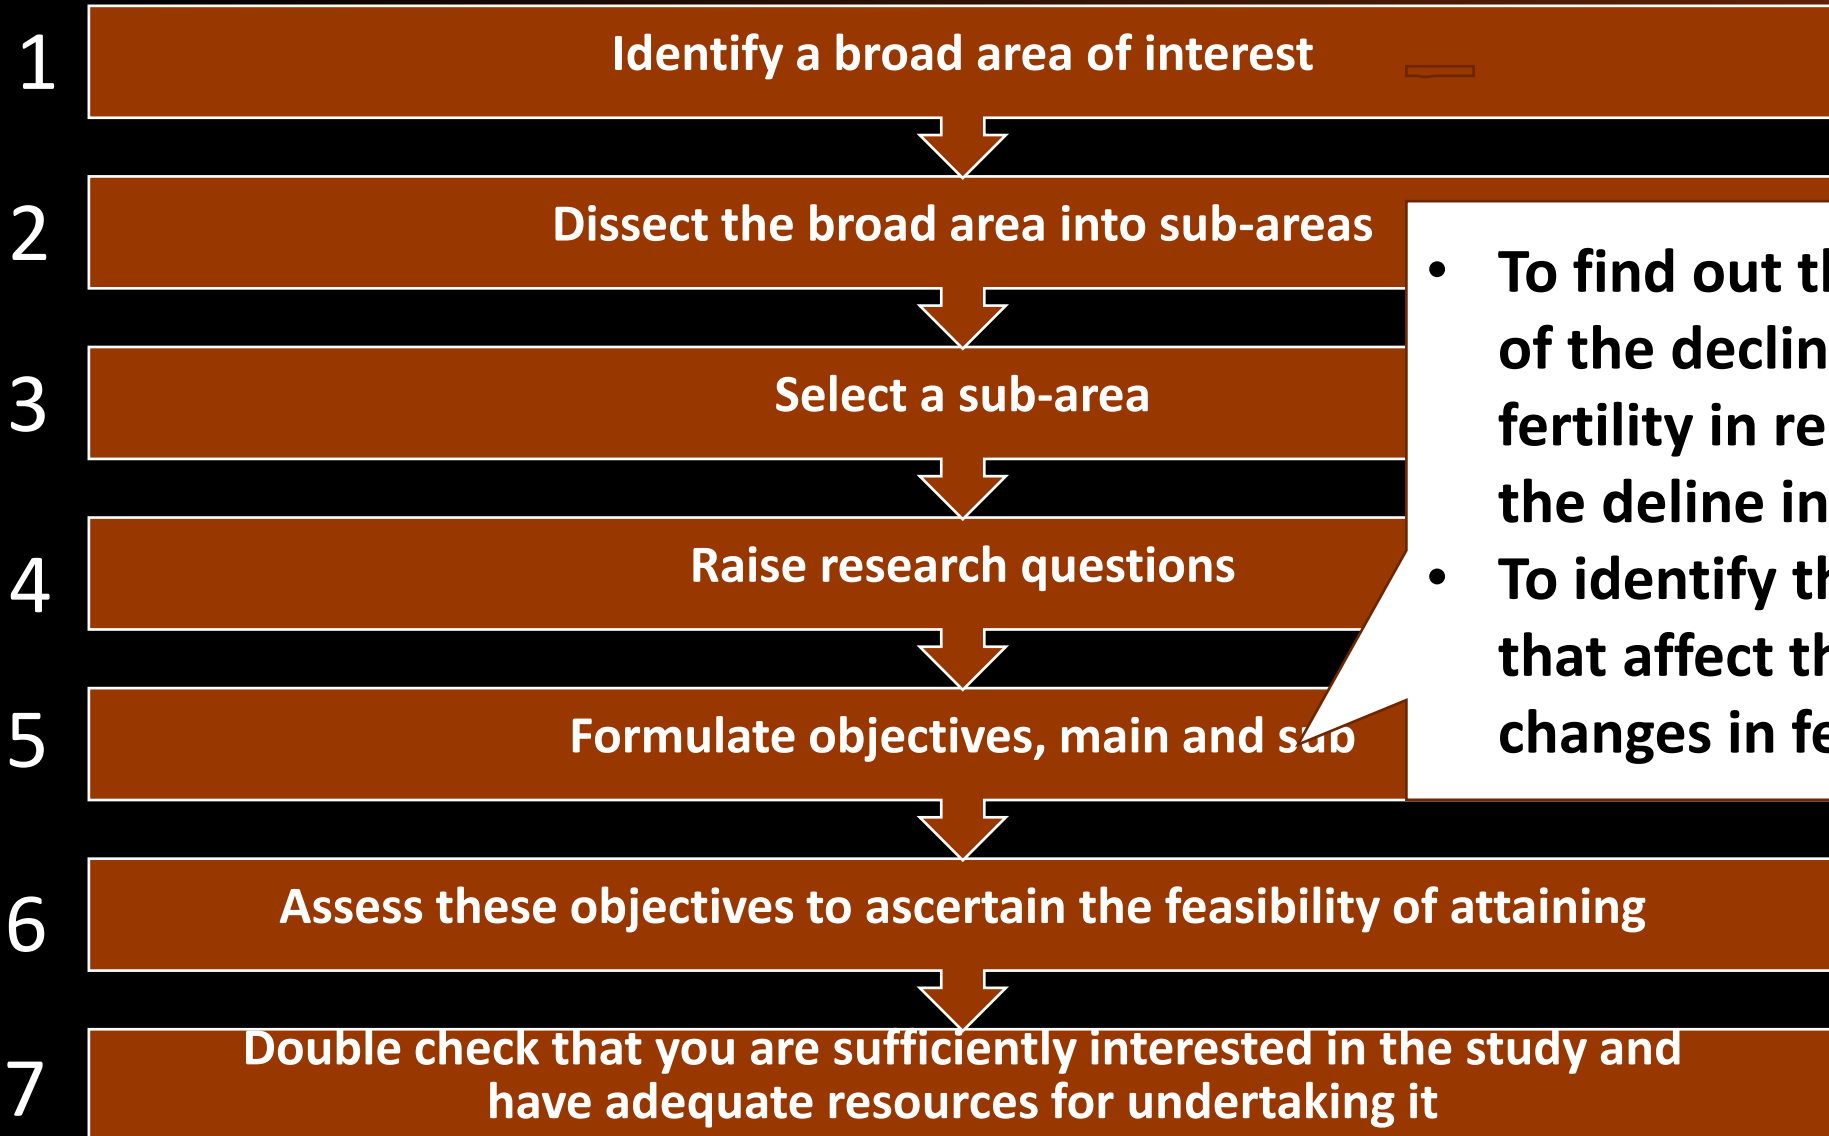 1
Identify a broad area of interest
2
Dissect the broad area into sub-areas
3
Select a sub-area
4
Raise research questions
5
Formulate objectives, main and sub
6
Assess these objectives to ascertain the feasibility of attaining
7
Double check that you are sufficiently interested in the study and
have adequate resources for undertaking it
• To find out
of the
fertility in
the deline in
• To identify
that affect
changes in